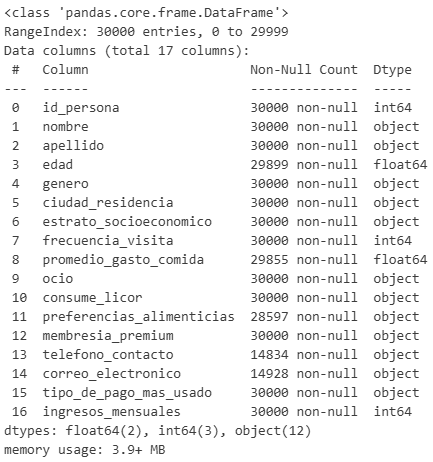 <class 'pandas.core.frame.DataFrame'>
RangeIndex: 30000 entries, 0 to 29999
Data columns (total 17 columns):
 #   Column                    Non-Null Count  Dtype
---  ------                    --------------  -----
 0   id_persona                30000 non-null  int64
 1   nombre                    30000 non-null  object
 2   apellido                  30000 non-null  object
 3   edad                      29899 non-null  float64
 4   genero                    30000 non-null  object
 5   ciudad_residencia         30000 non-null  object
 6   estrato_socioeconomico    30000 non-null  object
 7   frecuencia_visita         30000 non-null  int64
 8   promedio_gasto_comida     29855 non-null  float64
 9   ocio                      30000 non-null  object
 10  consume_licor             30000 non-null  object
 11  preferencias_alimenticias 28597 non-null  object
 12  membresia_premium         30000 non-null  object
 13  telefono_contacto         14834 non-null  object
 14  correo_electronico        14928 non-null  object
 15  tipo_de_pago_mas_usado    30000 non-null  object
 16  ingresos_mensuales        30000 non-null  int64
dtypes: float64(2), int64(3), object(12)
memory usage: 3.9+ MB